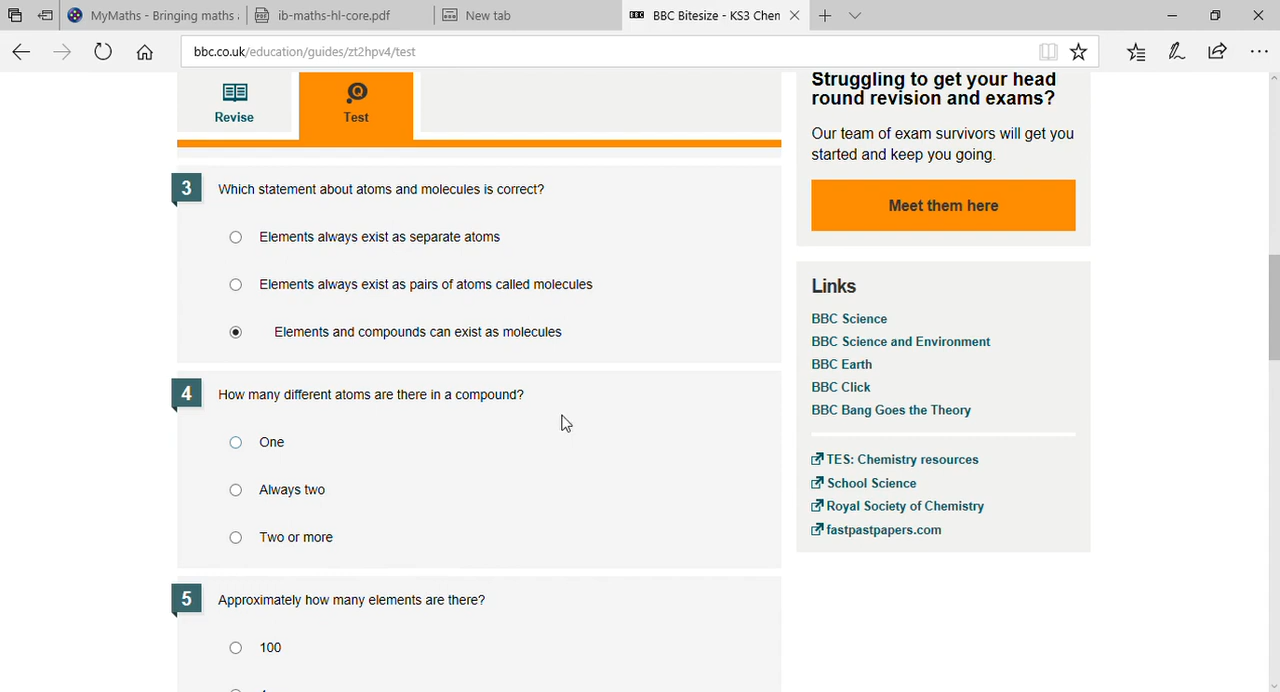 MyMaths - Bringing maths
ib-maths-hl-core.pdf
New tab
BBC Bitesize - KS3 Chen
bbc.co.uk/education/guides/zt2hpv4/test
Revise
Test
3 Which statement about atoms and molecules is correct?
Elements always exist as separate atoms
Elements always exist as pairs of atoms called molecules
Elements and compounds can exist as molecules
4 How many different atoms are there in a compound?
One
Always two
Two or more
5 Approximately how many elements are there?
100
Struggling to get your head
round revision and exams?
Our team of exam survivors will get you
started and keep you going.
Meet them here
Links
BBC Science
BBC Science and Environment
BBC Earth
BBC Click
BBC Bang Goes the Theory
TES: Chemistry resources
School Science
Royal Society of Chemistry
fastpastpapers.com